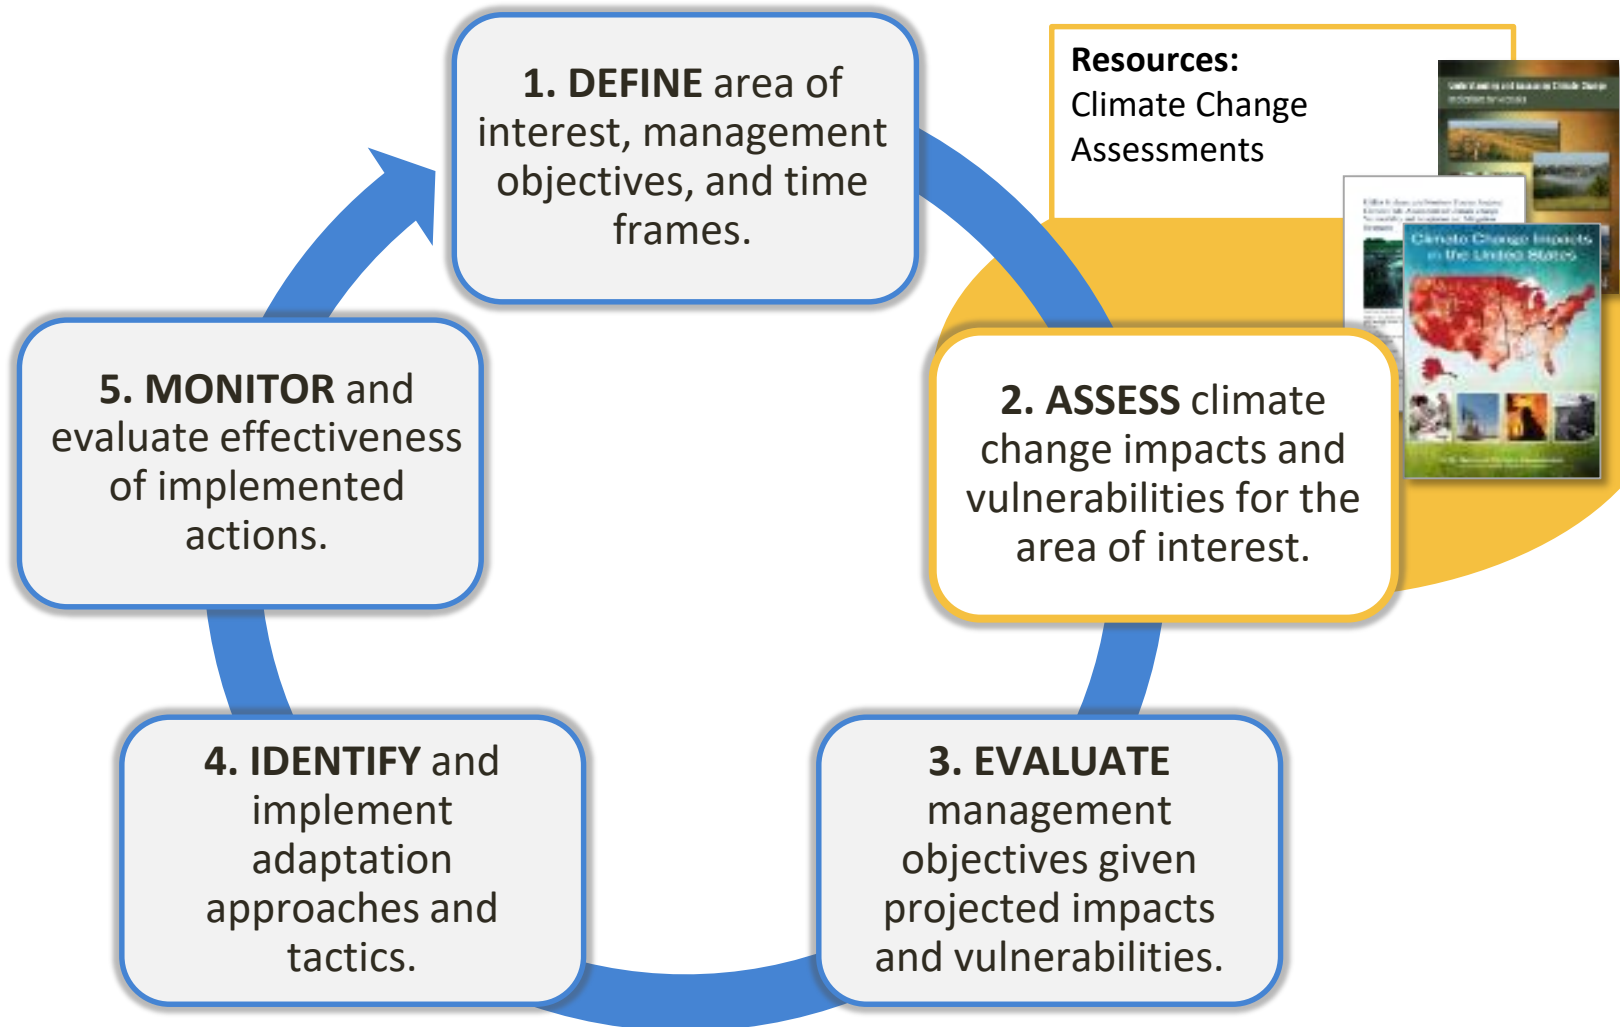 1. DEFINE area of
interest, management
objectives, and time
frames.
Resources:
Climate Change
Assessments
Climate Change Impacts
in the United States
2. ASSESS climate
change impacts and
vulnerabilities for the
area of interest.
3. EVALUATE
management
objectives given
projected impacts
and vulnerabilities.
4. IDENTIFY and
implement
adaptation
approaches and
tactics.
5. MONITOR and
evaluate effectiveness
of implemented
actions.